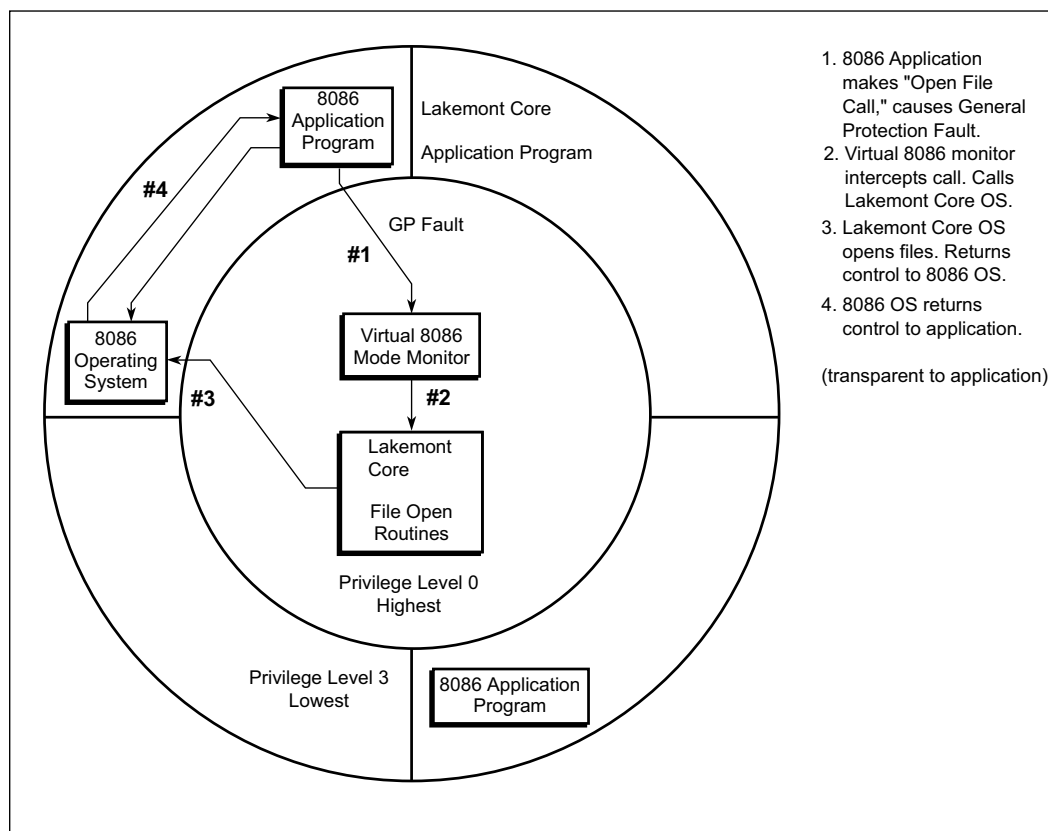 8086
Application
Program
Lakemont Core
Application Program
#4
GP Fault
#1
8086
Operating
System
Virtual 8086
Mode Monitor
#3
#2
Lakemont
Core
File Open
Routines
Privilege Level 0
Highest
Privilege Level 3
Lowest
8086 Application
Program
1. 8086 Application
makes "Open File
Call," causes General
Protection Fault.
2. Virtual 8086 monitor
intercepts call. Calls
Lakemont Core OS.
3. Lakemont Core OS
opens files. Returns
control to 8086 OS.
4. 8086 OS returns
control to application.
(transparent to application)